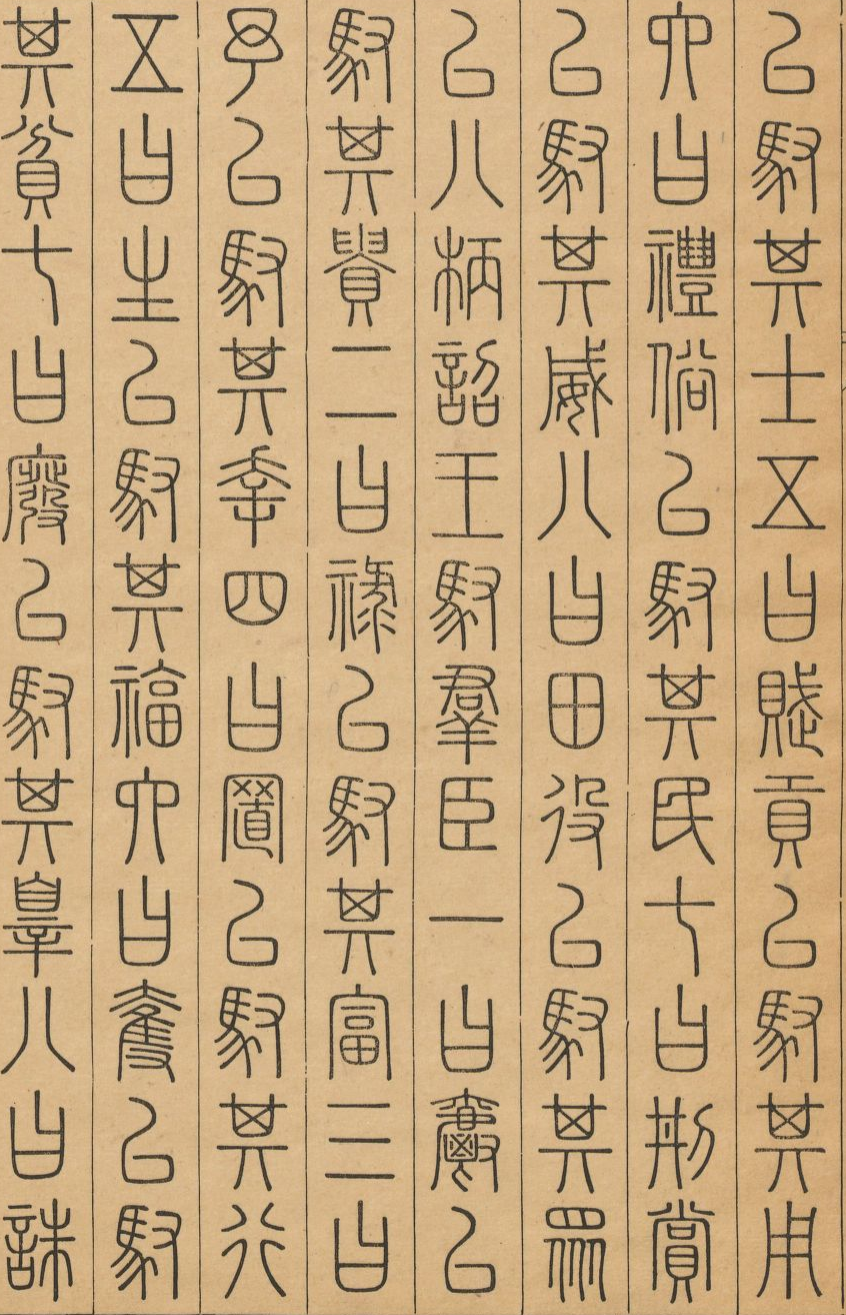 以馭其士五曰賦貢以馭其用
六曰禮俗以馭其民七曰刑賞
以馭其威八曰田役以馭其眾
以八柄詔王馭群臣一曰爵以
馭其貴二曰祿以馭其富三曰
予以馭其幸四曰置以馭其行
五曰生以馭其福六曰奪以馭
其貧七曰廢以馭其辠八曰誅